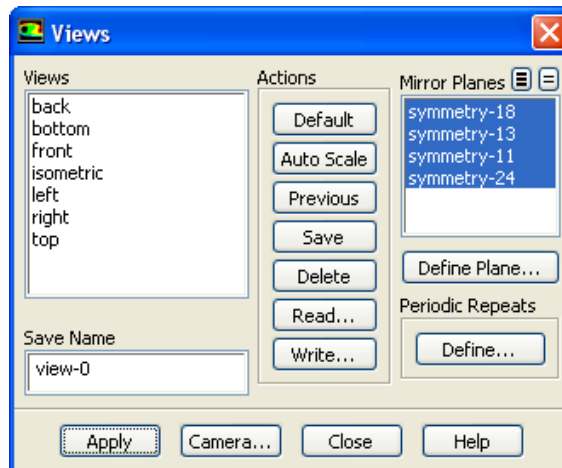 Views
Views
back
bottom
front
isometric
left
right
top
Save Name
view-0
Actions
Default
Auto Scale
Previous
Save
Delete
Read...
Write...
Mirror Planes
symmetry-18
symmetry-13
symmetry-11
symmetry-24
Define Plane...
Periodic Repeats
Define...
Apply
Camera...
Close
Help